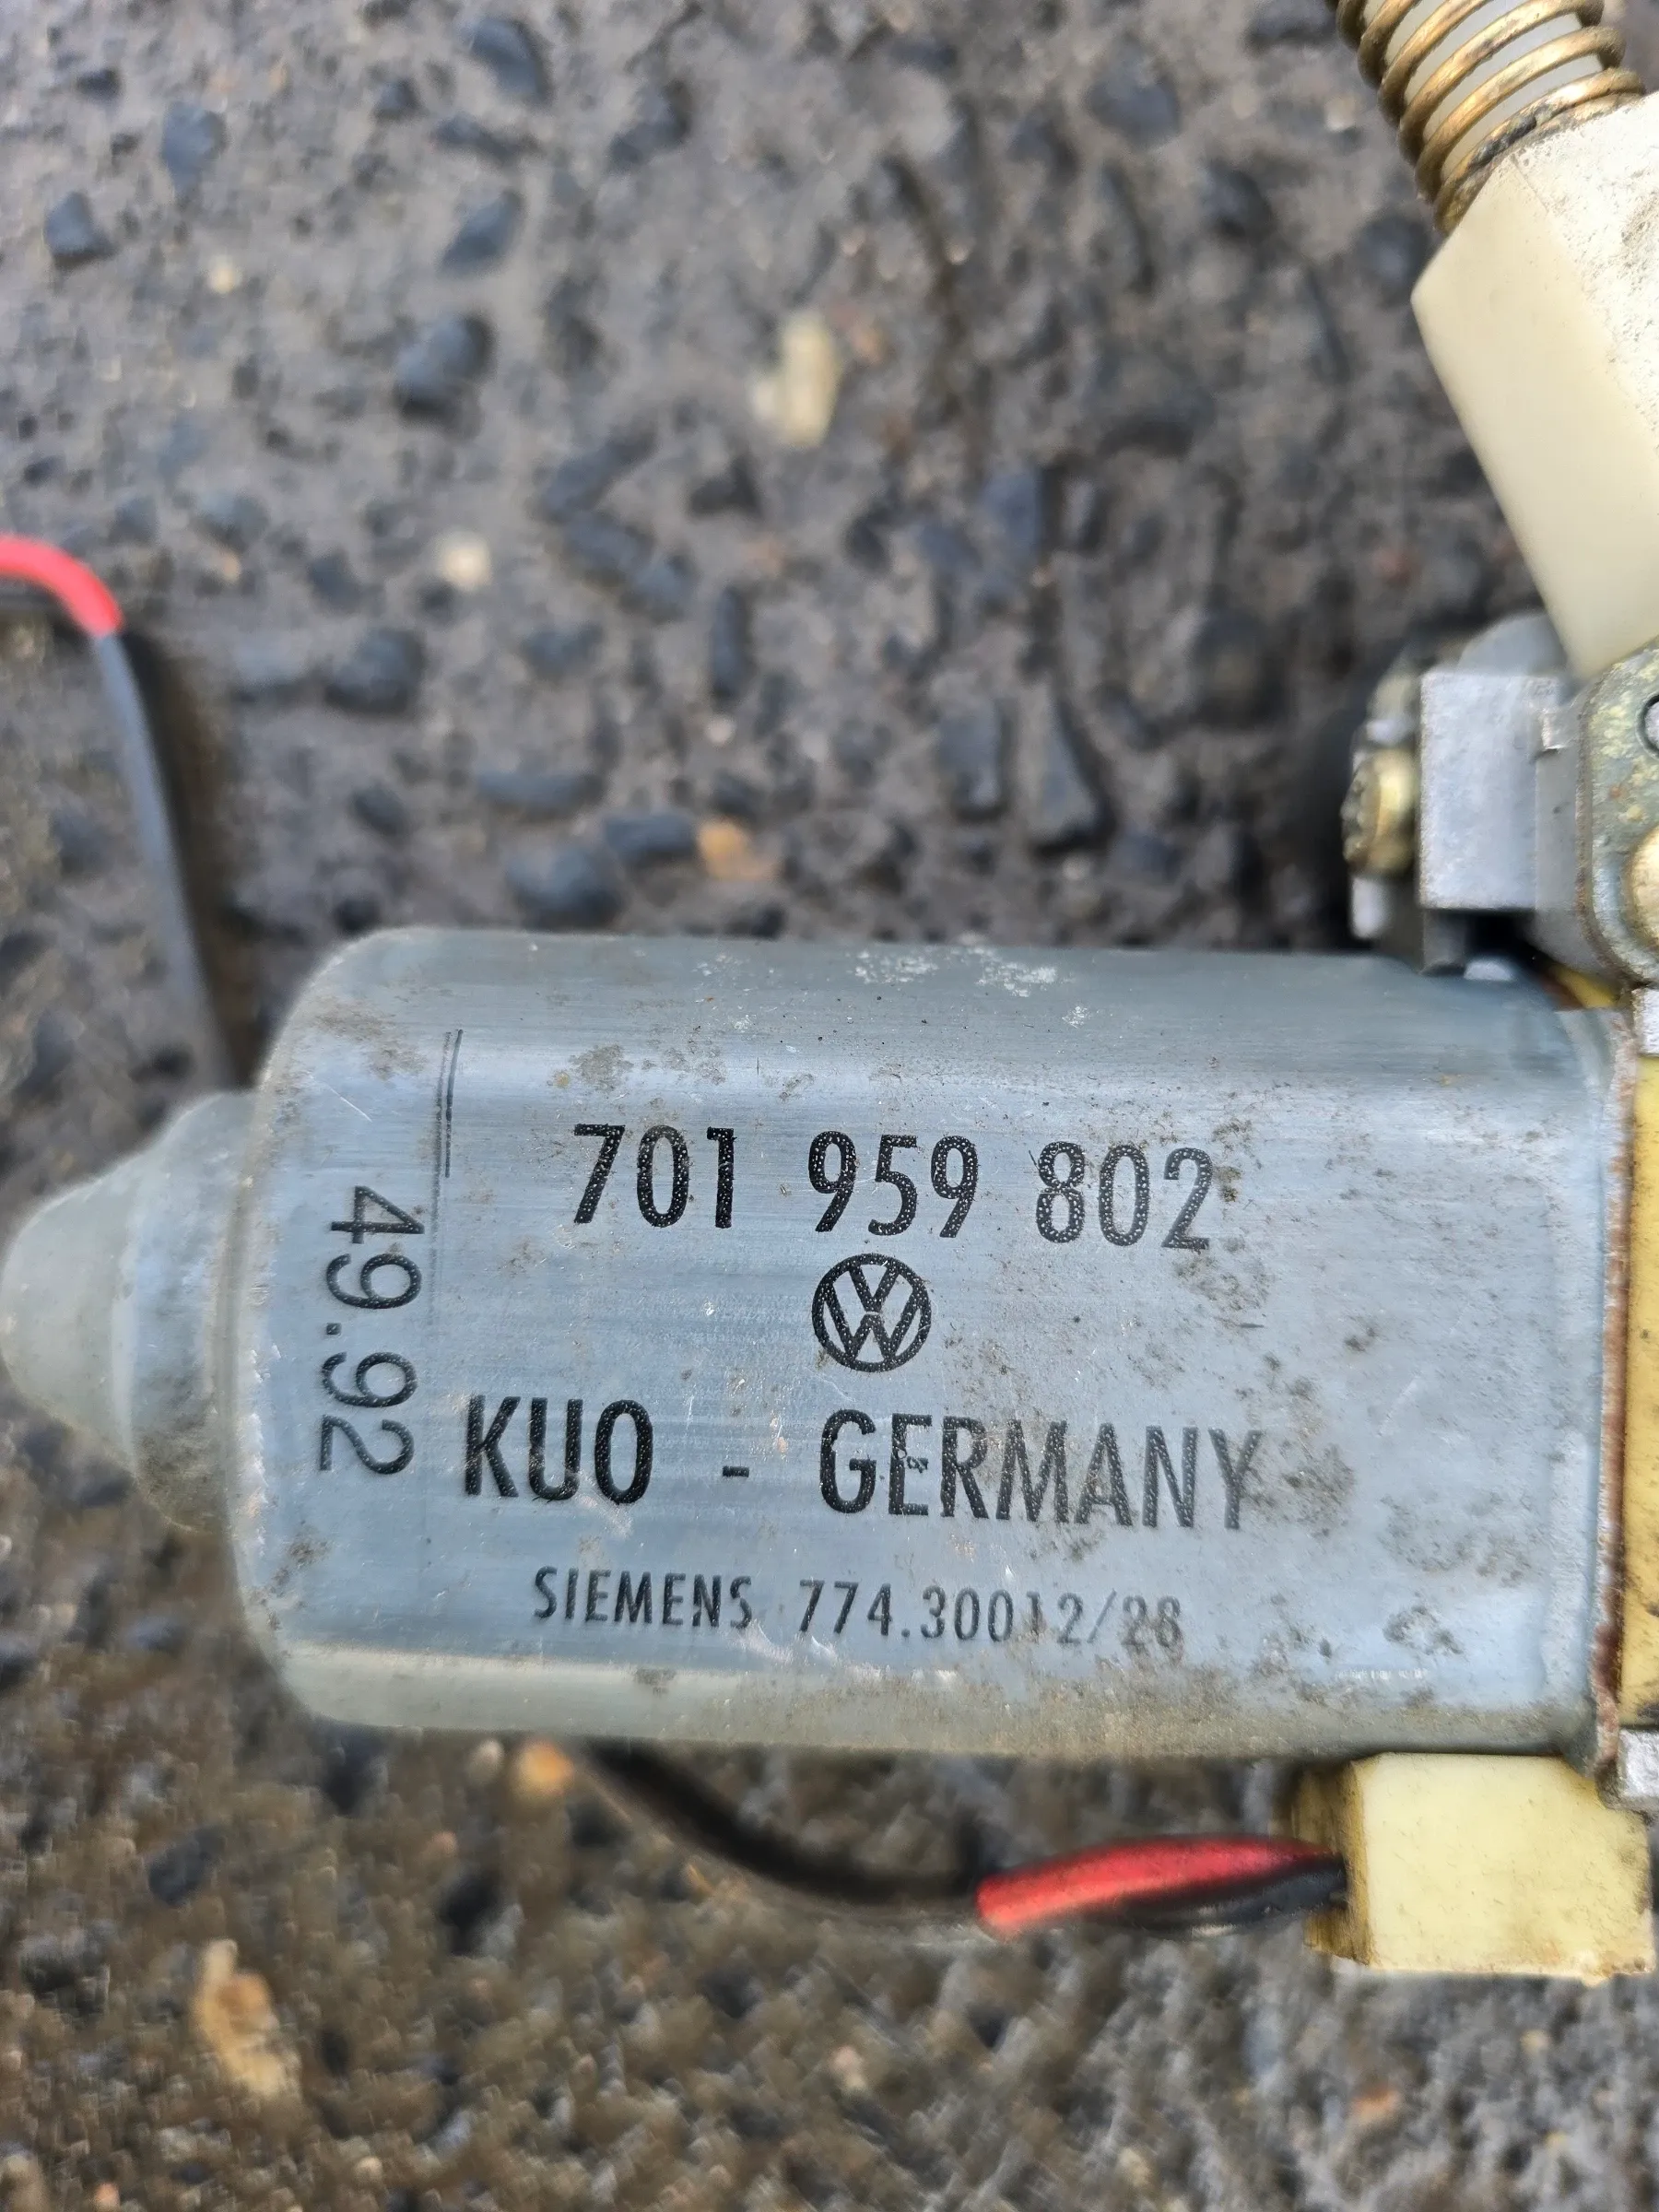 701 959 802
KUO - GERMANY
SIEMENS 774.30012/28
49.92